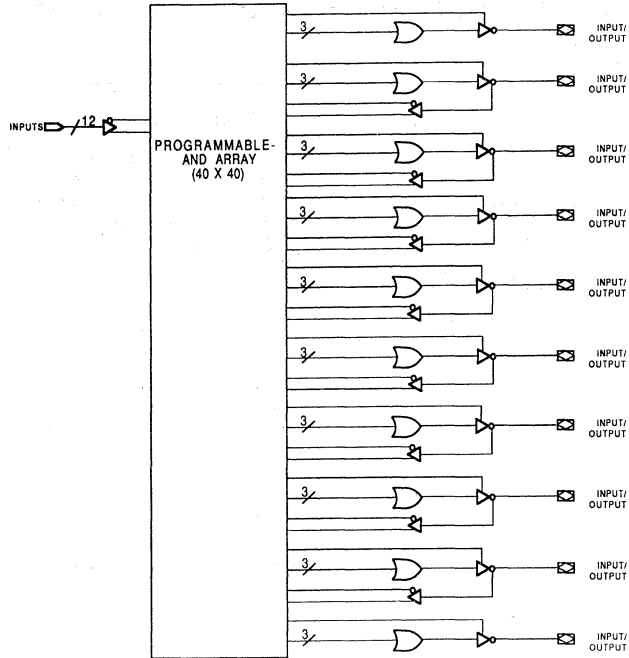 3
INPUT/
OUTPUT
3
INPUT/
OUTPUT
INPUTS
12
PROGRAMMABLE-
AND ARRAY
(40 X 40)
3
INPUT/
OUTPUT
3
INPUT/
OUTPUT
3
INPUT/
OUTPUT
3
INPUT/
OUTPUT
3
INPUT/
OUTPUT
3
INPUT/
OUTPUT
3
INPUT/
OUTPUT
3
INPUT/
OUTPUT